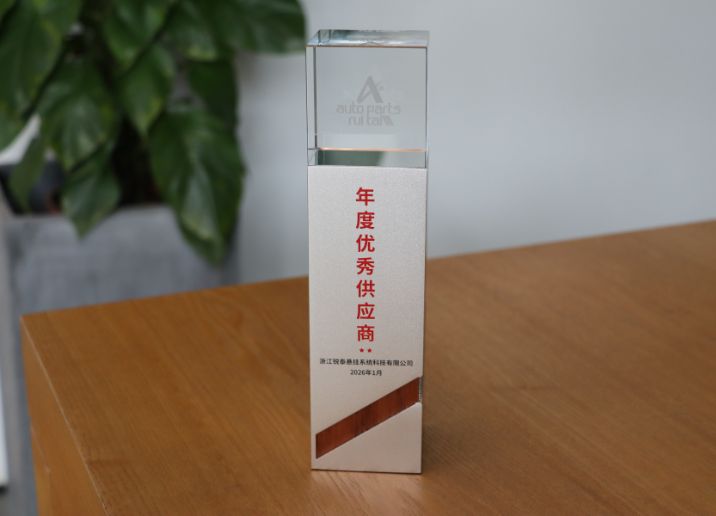 auto parts
rui tai
年度优秀供应商
★★
浙江锐泰悬挂系统科技有限公司
2026年1月